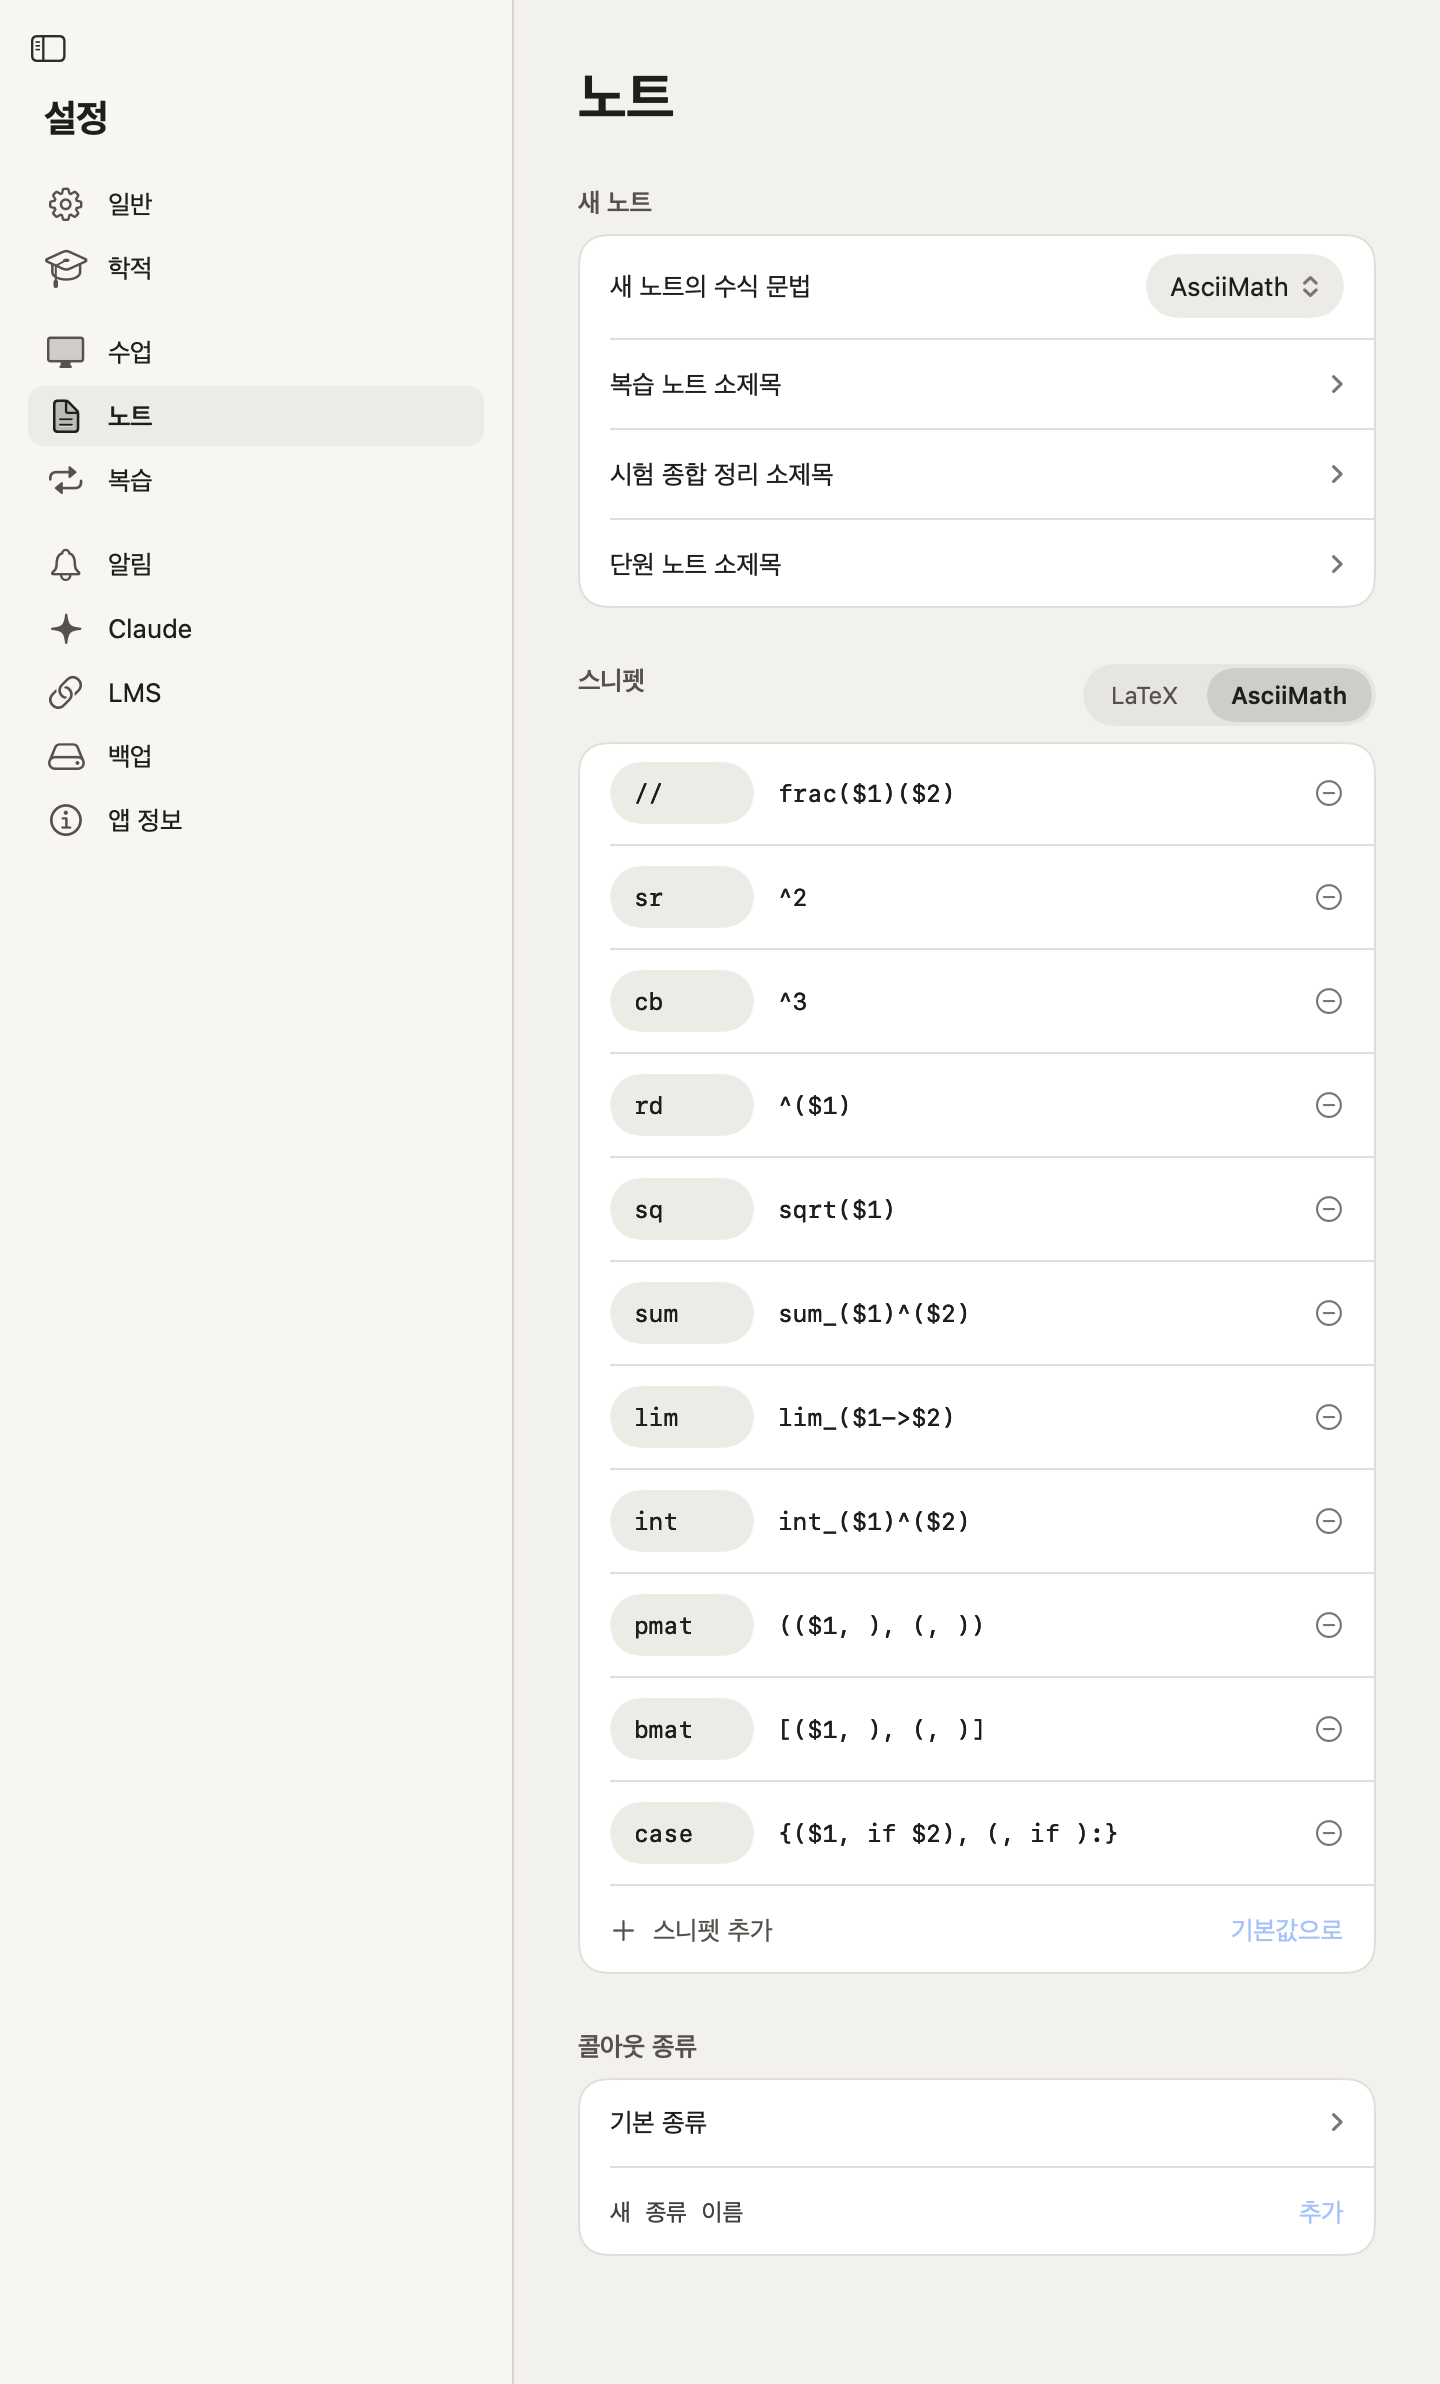 설정
일반
학적
수업
노트
복습
알림
Claude
LMS
백업
앱 정보
노트
새 노트
새 노트의 수식 문법 AsciiMath
복습 노트 소제목
시험 종합 정리 소제목
단원 노트 소제목
스니펫 LaTeX AsciiMath
// frac($1)($2)
sr ^2
cb ^3
rd ^($1)
sq sqrt($1)
sum sum_($1)^($2)
lim lim_($1->$2)
int int_($1)^($2)
pmat (($1, ), (, ))
bmat [($1, ), (, )]
case {($1, if $2), (, if ):}
스니펫 추가 기본값으로
콜아웃 종류
기본 종류
새 종류 이름 추가